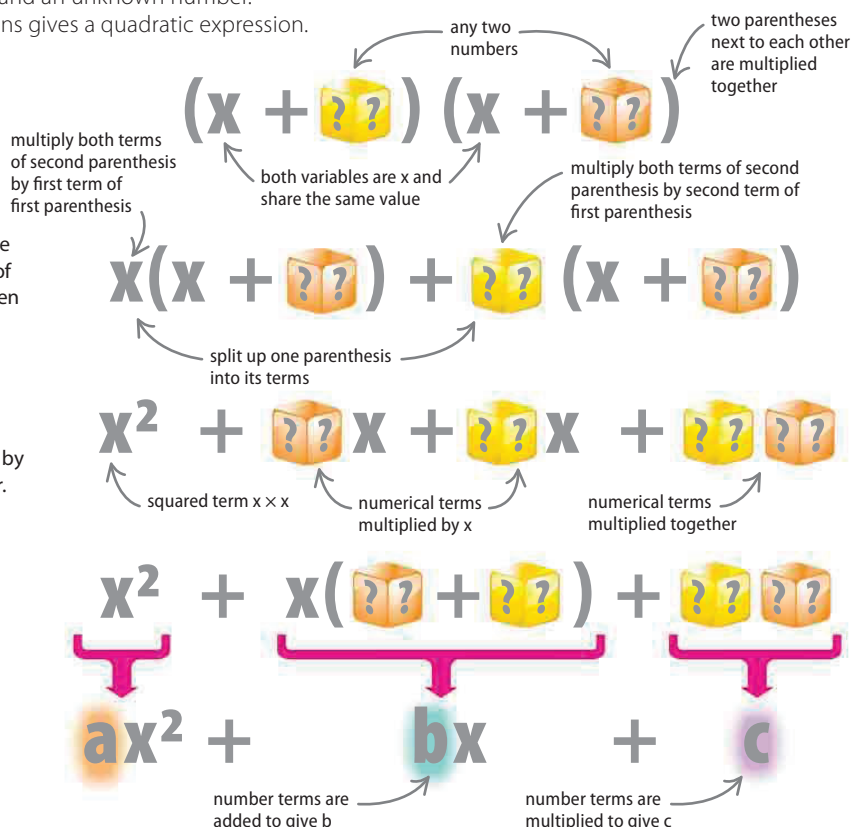 and an unknown number.
ns gives a quadratic expression.
any two
numbers
two parentheses
next to each other
are multiplied
together
(x + ? ?) (x + ? ?)
multiply both terms
of second parenthesis
by first term of
first parenthesis
both variables are x and
share the same value
multiply both terms of second
parenthesis by second term of
first parenthesis
e
of
en
x(x + ? ?) + ? ? (x + ? ?)
split up one parenthesis
into its terms
x² + ? ? x + ? ? x + ? ? ? ?
by
r.
squared term x × x
numerical terms
multiplied by x
numerical terms
multiplied together
x² + x(? ? + ? ?) + ? ? ? ?
ax² + bx + c
number terms are
added to give b
number terms are
multiplied to give c